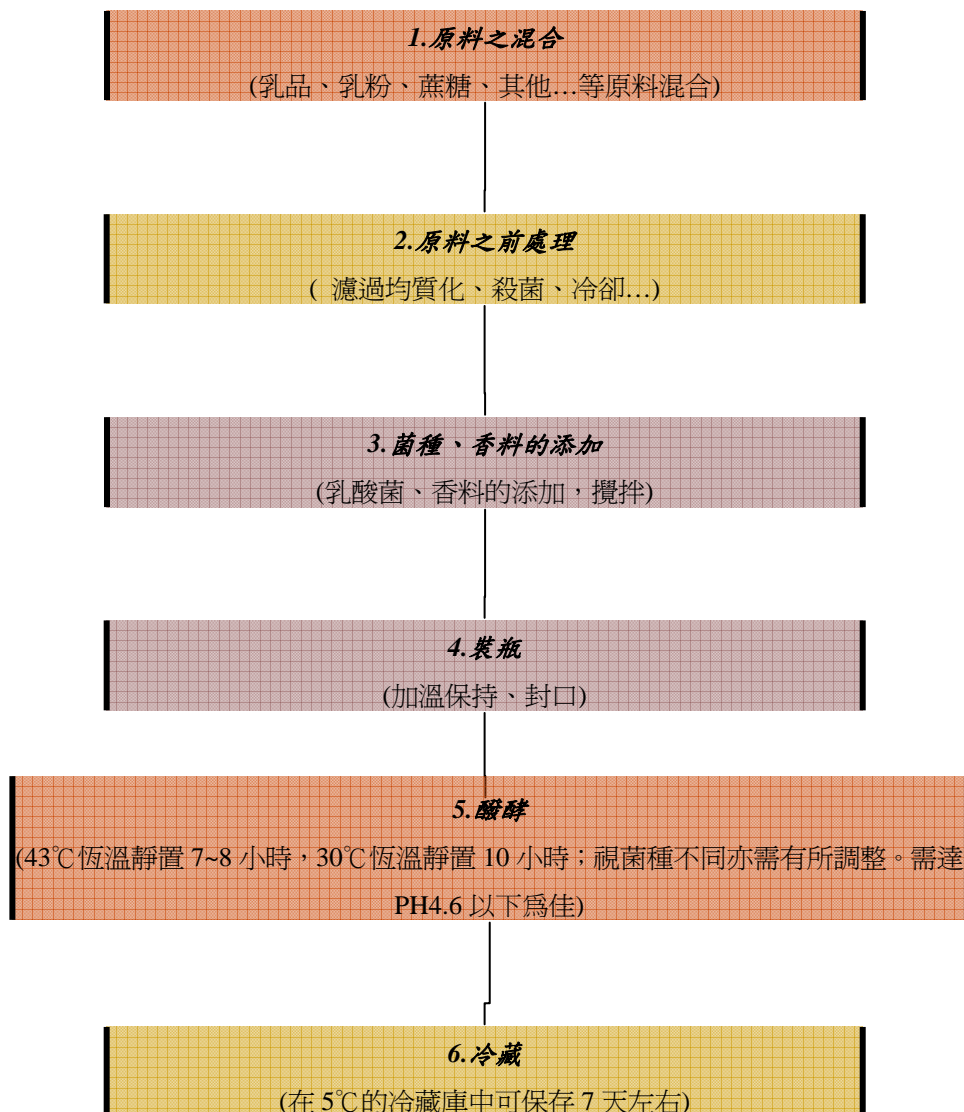 1.原料之混合
(乳品、乳粉、蔗糖、其他…等原料混合)
2.原料之前處理
( 濾過均質化、殺菌、冷卻…)
3.菌種、香料的添加
(乳酸菌、香料的添加，攪拌)
4.裝瓶
(加溫保持、封口)
5.醱酵
(43℃恆溫靜置 7~8 小時，30℃恆溫靜置 10 小時；視菌種不同亦需有所調整。需達
PH4.6 以下為佳)
6.冷藏
(在 5℃的冷藏庫中可保存 7 天左右)